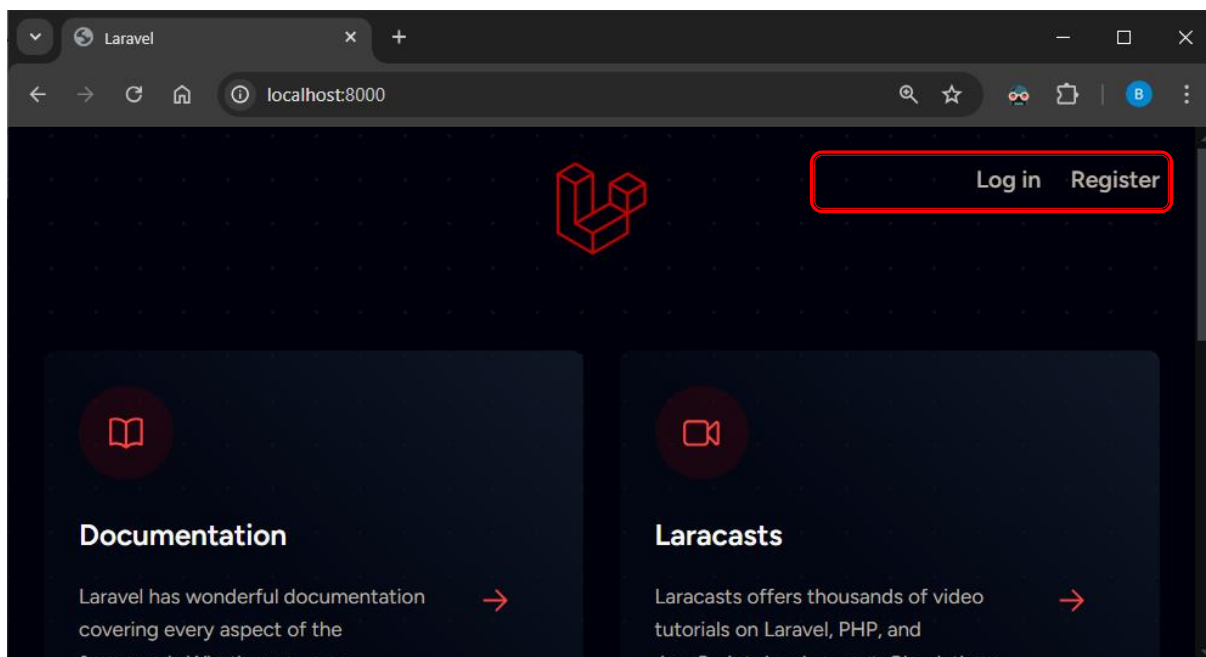 Laravel
localhost:8000
B
Log in Register
Documentation
Laravel has wonderful documentation
covering every aspect of the
Laracasts
Laracasts offers thousands of video
tutorials on Laravel, PHP, and